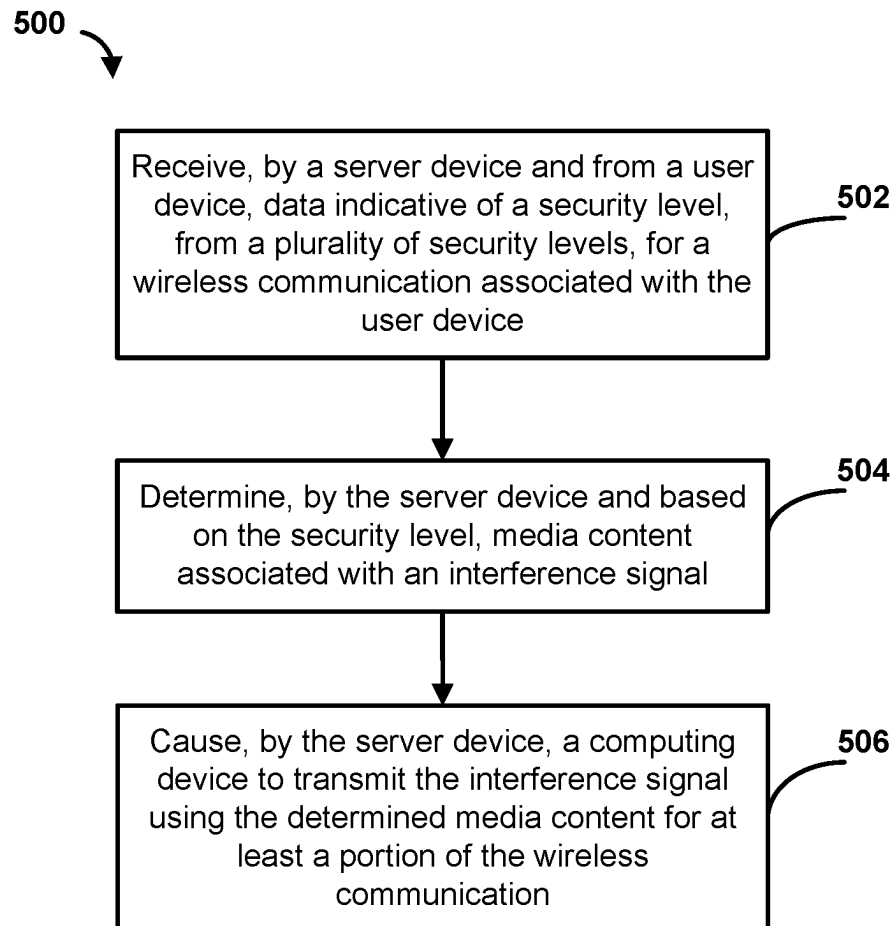 500
Receive, by a server device and from a user
device, data indicative of a security level,
from a plurality of security levels, for a
wireless communication associated with the
user device
502
Determine, by the server device and based
on the security level, media content
associated with an interference signal
504
Cause, by the server device, a computing
device to transmit the interference signal
using the determined media content for at
least a portion of the wireless
communication
506